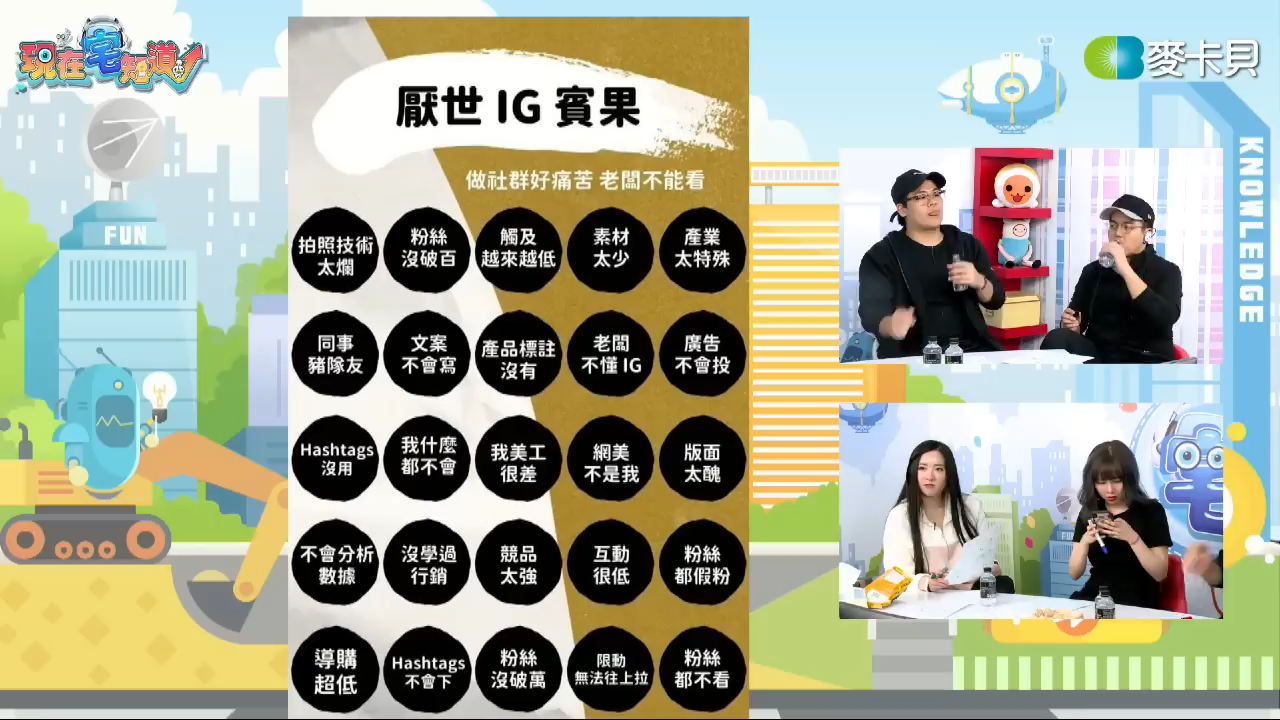 現在宅知道
麥卡貝
KNOWLEDGE
FUN
厭世 IG 賓果
做社群好痛苦 老闆不能看
拍照技術
太爛
粉絲
沒破百
觸及
越來越低
素材
太少
產業
太特殊
同事
豬隊友
文案
不會寫
產品標註
沒有
老闆
不懂 IG
廣告
不會投
Hashtags
沒用
我什麼
都不會
我美工
很差
網美
不是我
版面
太醜
不會分析
數據
沒學過
行銷
競品
太強
互動
很低
粉絲
都假粉
導購
超低
Hashtags
不會下
粉絲
沒破萬
限動
無法往上拉
粉絲
都不看
宅
FUN